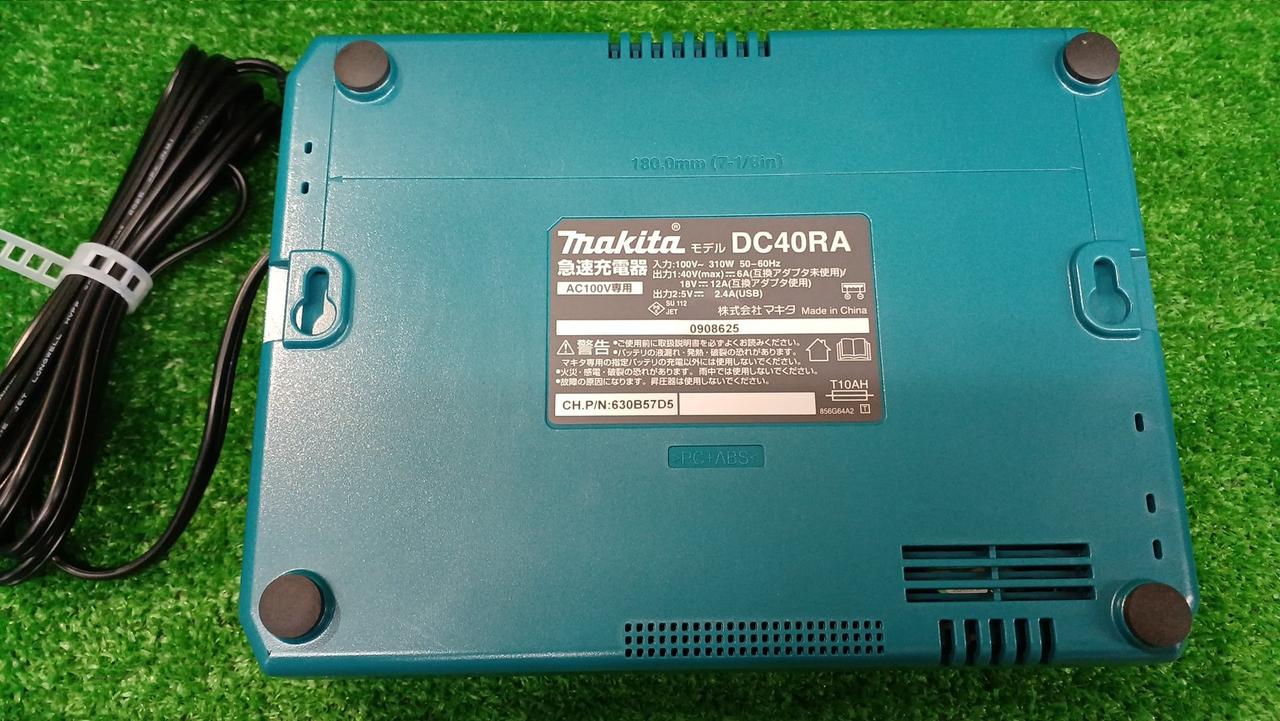 180.0mm (7-1/8in)
makita® モデル DC40RA
急速充電器
AC100V専用
入力:100V~ 310W 50-60Hz
出力1:40V(max)⎓6A(互換アダプタ未使用)/
18V⎓12A(互換アダプタ使用)
出力2:5V⎓ 2.4A(USB)
SU 112
JET
株式会社マキタ Made in China
0908625
警告
•ご使用前に取扱説明書を必ずよくお読みください。
•バッテリの液漏れ・発熱・破裂の恐れがあります。
マキタ専用の指定バッテリの充電以外には使用しないでください。
•火災・感電・破裂の恐れがあります。雨中では使用しないでください。
•故障の原因になります。昇圧器は使用しないでください。
T10AH
CH.P/N:630B57D5
856G64A2 T
>PC+ABS<
JET LONGWELL